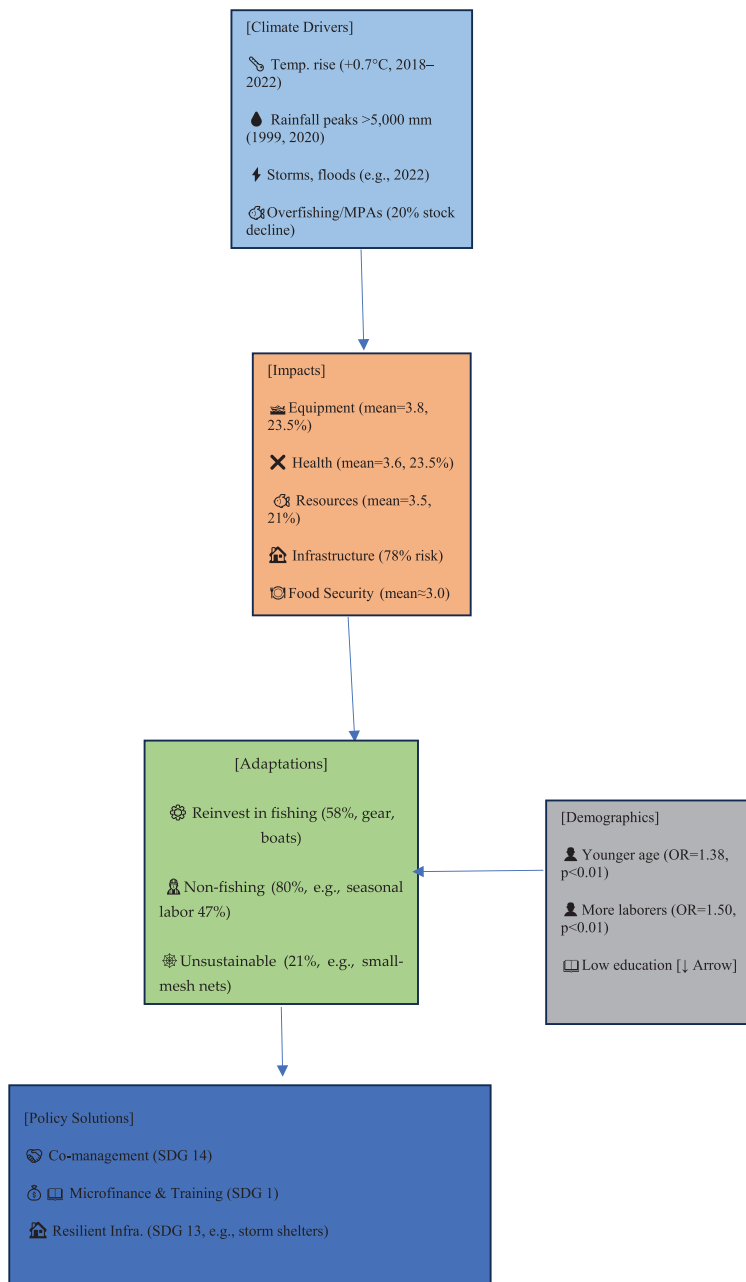 [Climate Drivers]
Temp. rise (+0.7°C, 2018–
2022)
Rainfall peaks >5,000 mm
(1999, 2020)
Storms, floods (e.g., 2022)
Overfishing/MPAs (20% stock
decline)
[Impacts]
Equipment (mean=3.8,
23.5%)
Health (mean=3.6, 23.5%)
Resources (mean=3.5,
21%)
Infrastructure (78% risk)
Food Security (mean≈3.0)
[Adaptations]
Reinvest in fishing (58%, gear,
boats)
Non-fishing (80%, e.g., seasonal
labor 47%)
Unsustainable (21%, e.g., small-
mesh nets)
[Demographics]
Younger age (OR=1.38,
p<0.01)
More laborers (OR=1.50,
p<0.01)
Low education [↓ Arrow]
[Policy Solutions]
Co-management (SDG 14)
Microfinance & Training (SDG 1)
Resilient Infra. (SDG 13, e.g., storm shelters)